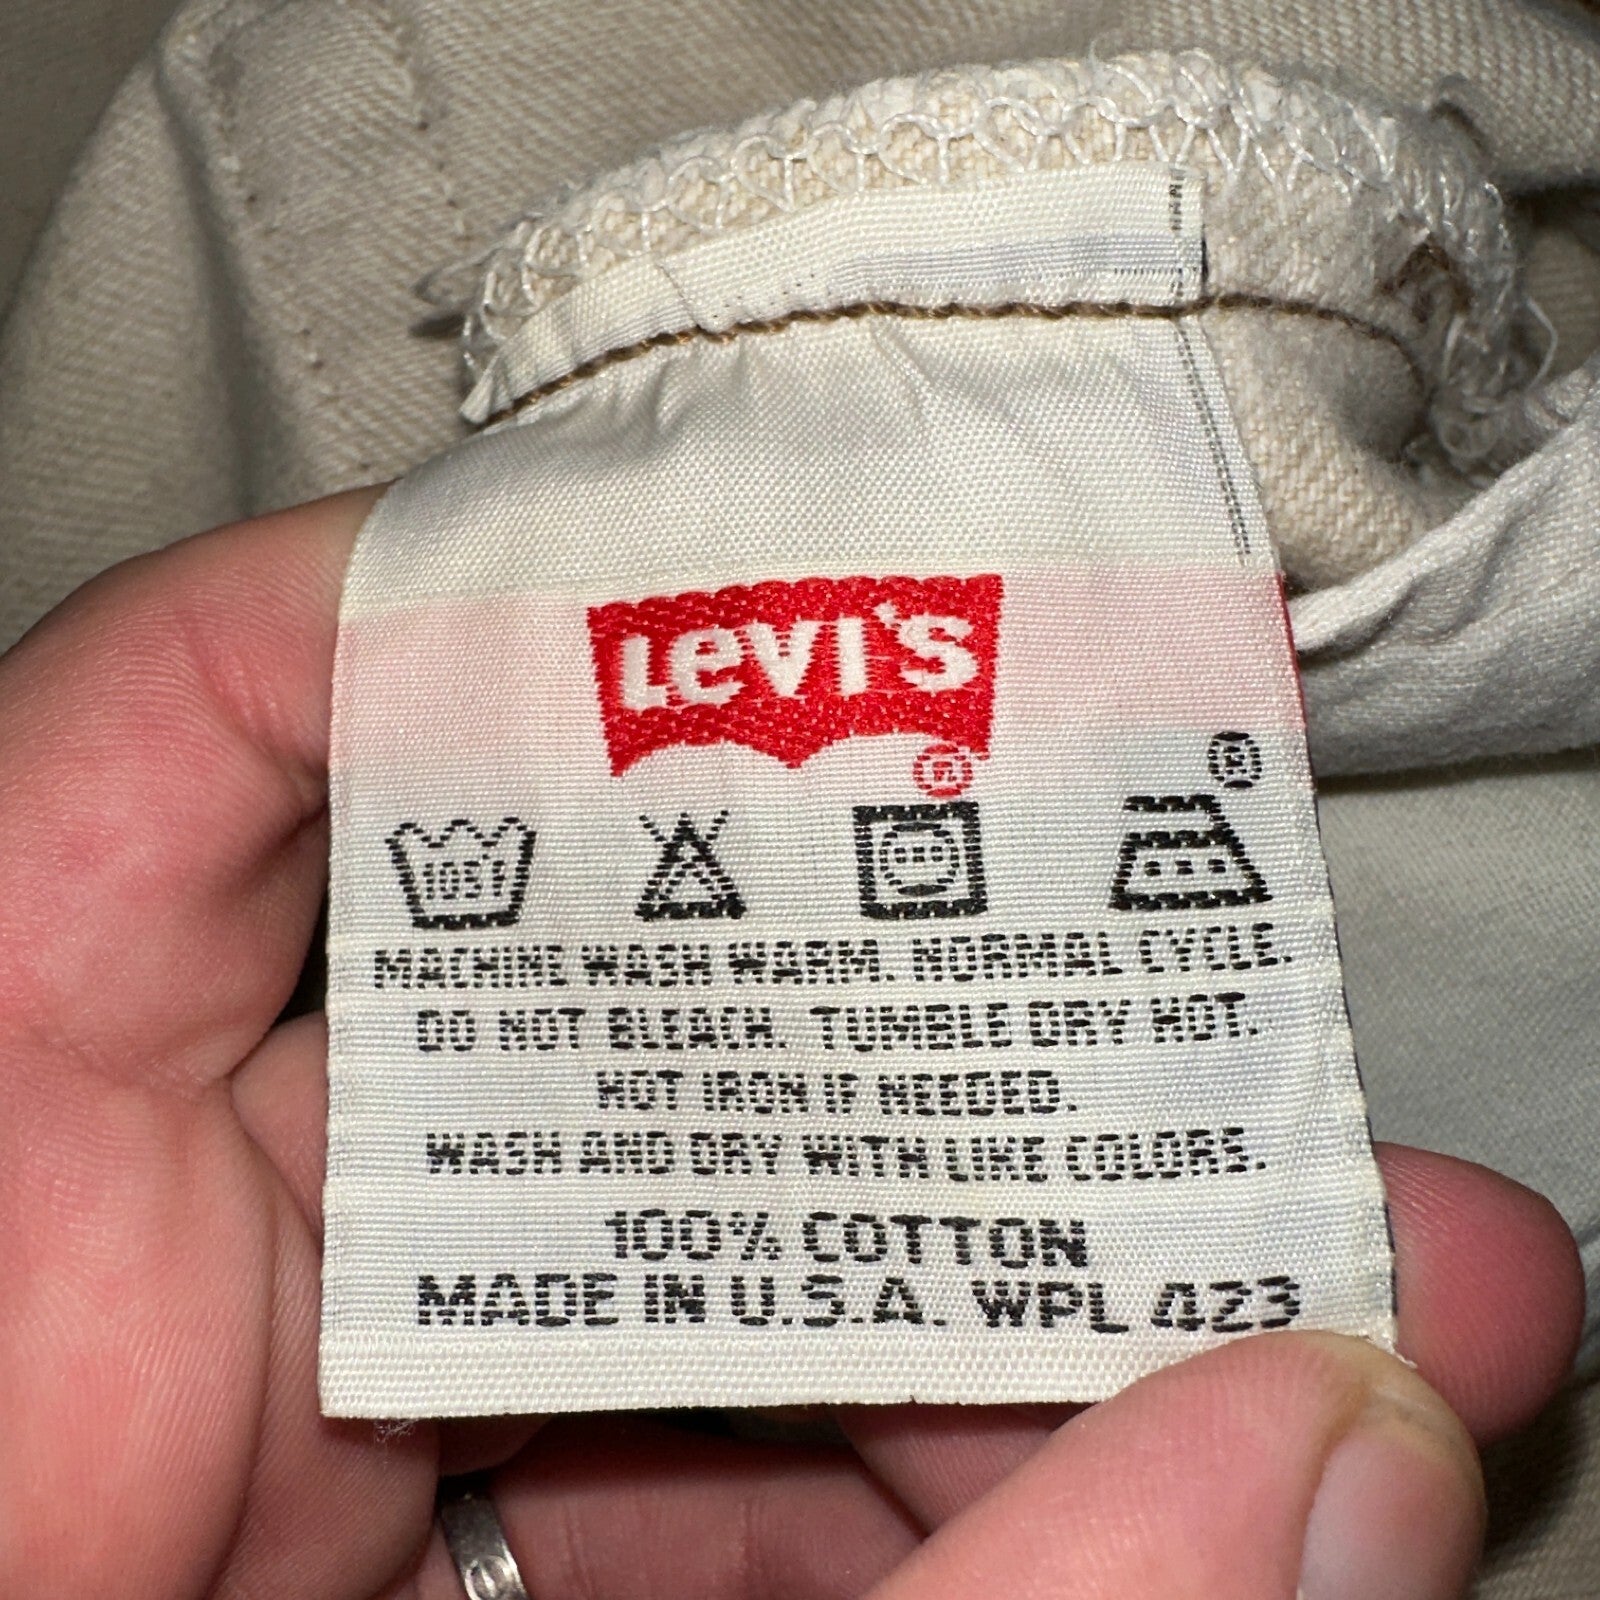 LEVI'S
®
®
105°F
MACHINE WASH WARM. NORMAL CYCLE.
DO NOT BLEACH. TUMBLE DRY HOT.
HOT IRON IF NEEDED.
WASH AND DRY WITH LIKE COLORS.
100% COTTON
MADE IN U.S.A. WPL 423